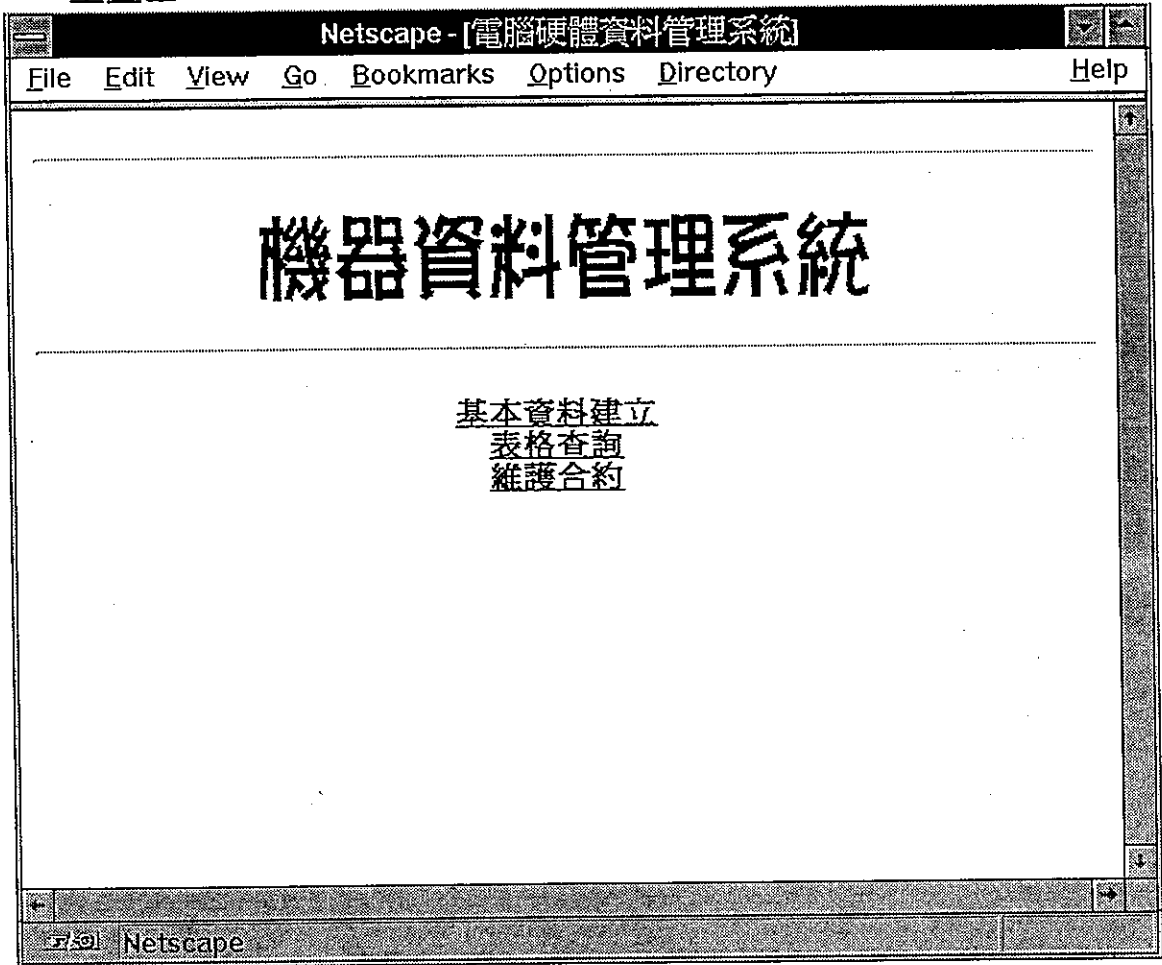 Netscape - [電腦硬體資料管理系統]
File Edit View Go Bookmarks Options Directory Help
機器資料管理系統
基本資料建立
表格查詢
維護合約
Netscape